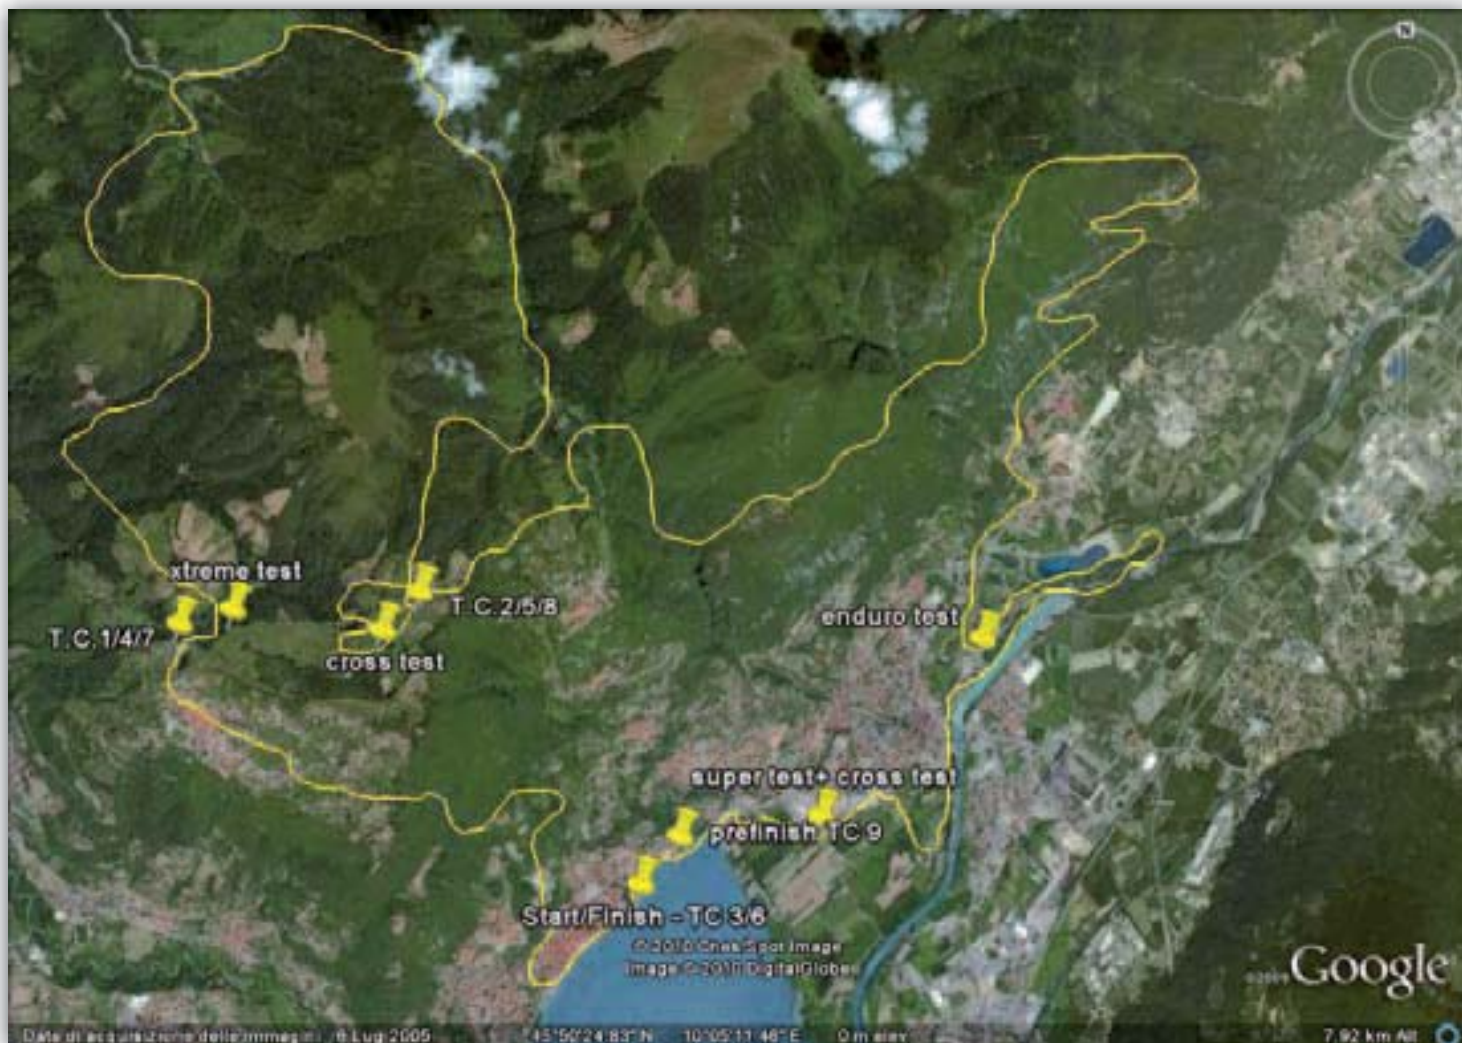 N
xtreme test
T.C.1/4/7
T.C.2/5/8
cross test
enduro test
super test+ cross test
prefinish TC 9
Start/Finish - TC 3/6
© 2010 Cnes/Spot Image
Image © 2010 DigitalGlobe
©2009 Google
Date di acquisizione delle immagini: 6 Lug 2005
45°50'24.83" N 10°05'11.46" E 0 m elev
7.92 km Alt